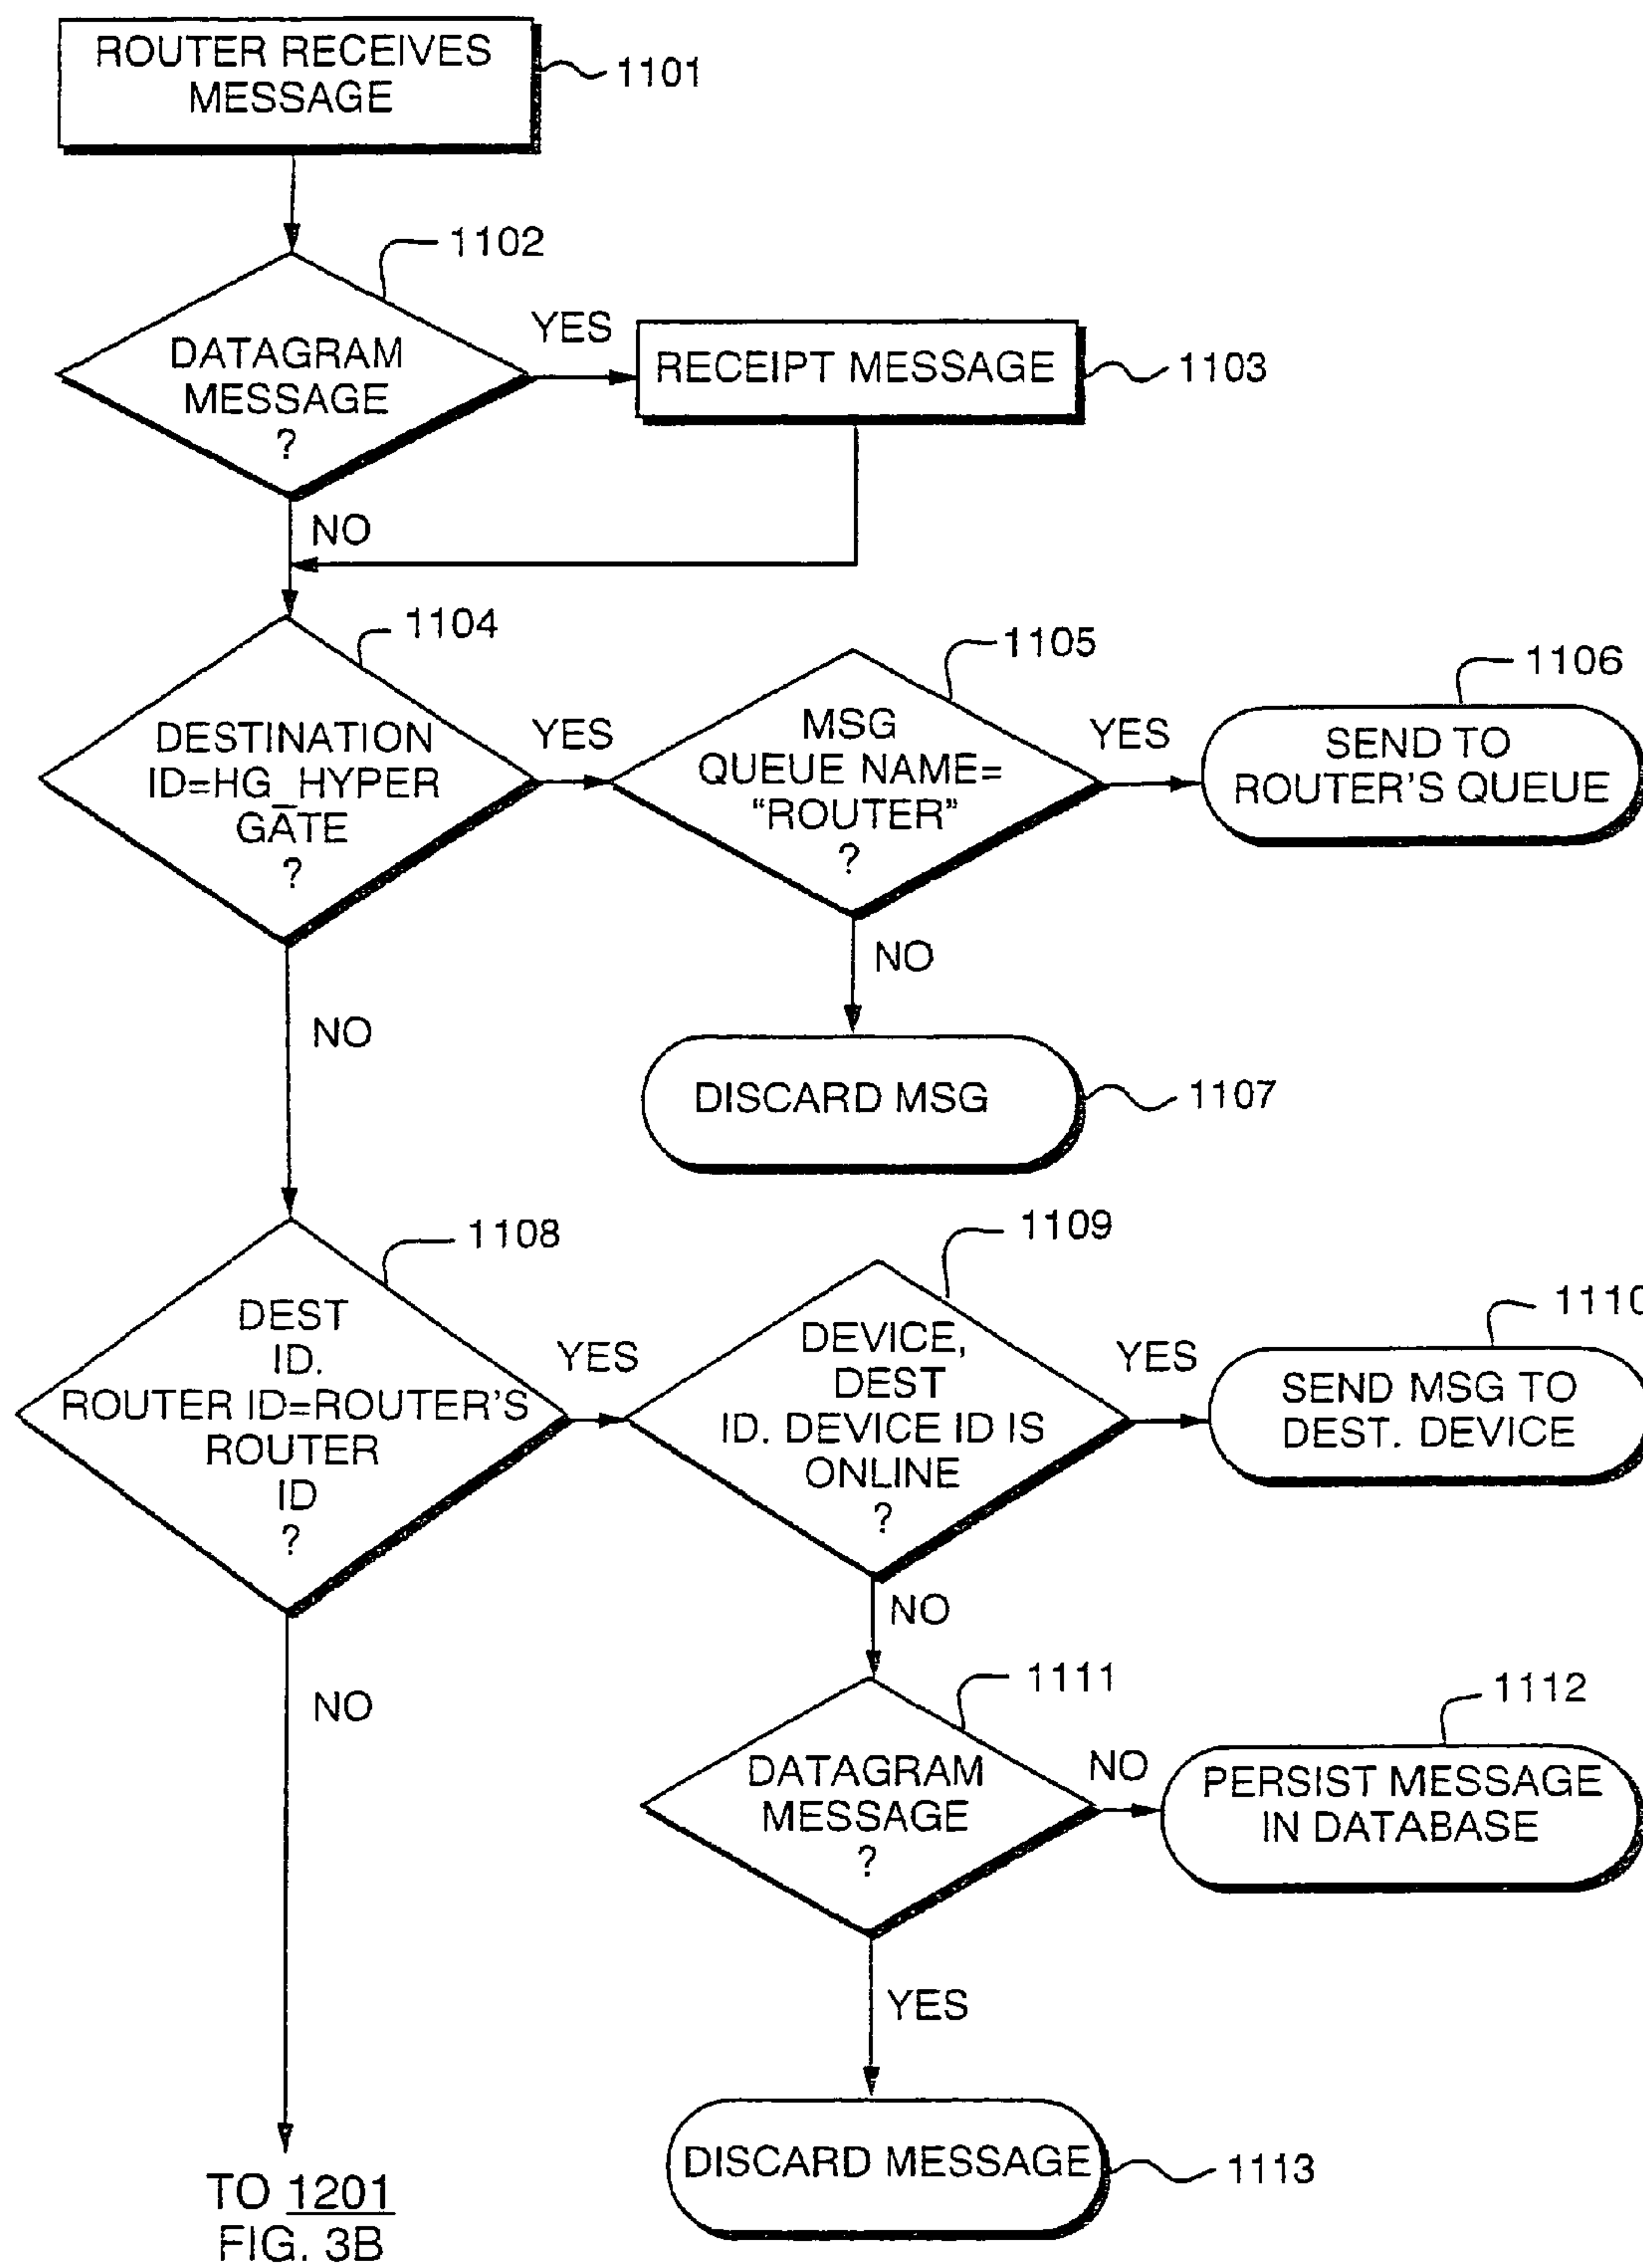 ROUTER RECEIVES
MESSAGE
1101
1102
DATAGRAM
MESSAGE
?
YES
RECEIPT MESSAGE
1103
NO
1104
DESTINATION
ID=HG_HYPER
GATE
?
YES
1105
MSG
QUEUE NAME=
“ROUTER”
?
YES
1106
SEND TO
ROUTER'S QUEUE
NO
DISCARD MSG
1107
NO
1108
DEST
ID.
ROUTER ID=ROUTER'S
ROUTER
ID
?
YES
1109
DEVICE,
DEST
ID. DEVICE ID IS
ONLINE
?
YES
1110
SEND MSG TO
DEST. DEVICE
NO
1111
DATAGRAM
MESSAGE
?
NO
1112
PERSIST MESSAGE
IN DATABASE
YES
DISCARD MESSAGE
1113
NO
TO 1201
FIG. 3B